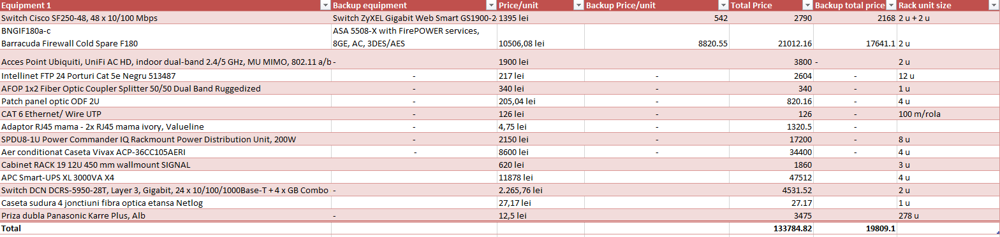 Equipment 1 Backup equipment Price/unit Backup Price/unit Total Price Backup total price Rack unit size
Switch Cisco SF250-48, 48 x 10/100 Mbps Switch ZyXEL Gigabit Web Smart GS1900-2 1395 lei 542 2790 2168 2 u + 2 u
BNGIF180a-c ASA 5508-X with FirePOWER services,
Barracuda Firewall Cold Spare F180 8GE, AC, 3DES/AES 10506,08 lei 8820.55 21012.16 17641.1 2 u
Acces Point Ubiquiti, UniFi AC HD, indoor dual-band 2.4/5 GHz, MU MIMO, 802.11 a/b - 1900 lei 3800 - 2 u
Intellinet FTP 24 Porturi Cat 5e Negru 513487 - 217 lei - 2604 - 12 u
AFOP 1x2 Fiber Optic Coupler Splitter 50/50 Dual Band Ruggedized - 340 lei - 340 - 1 u
Patch panel optic ODF 2U - 205,04 lei - 820.16 - 4 u
CAT 6 Ethernet/ Wire UTP - 126 lei - 126 - 100 m/rola
Adaptor RJ45 mama - 2x RJ45 mama ivory, Valueline - 4,75 lei - 1320.5 -
SPDU8-1U Power Commander IQ Rackmount Power Distribution Unit, 200W - 2150 lei - 17200 - 8 u
Aer conditionat Caseta Vivax ACP-36CC105AERI - 8600 lei - 34400 - 4 u
Cabinet RACK 19 12U 450 mm wallmount SIGNAL 620 lei 1860 3 u
APC Smart-UPS XL 3000VA X4 11878 lei 47512 4 u
Switch DCN DCRS-5950-28T, Layer 3, Gigabit, 24 x 10/100/1000Base-T + 4 x GB Combo - 2.265,76 lei 4531.52 2 u
Caseta sudura 4 jonctiuni fibra optica etansa Netlog 27,17 lei 27.17 1 u
Priza dubla Panasonic Karre Plus, Alb - 12,5 lei 3475 278 u
Total 133784.82 19809.1